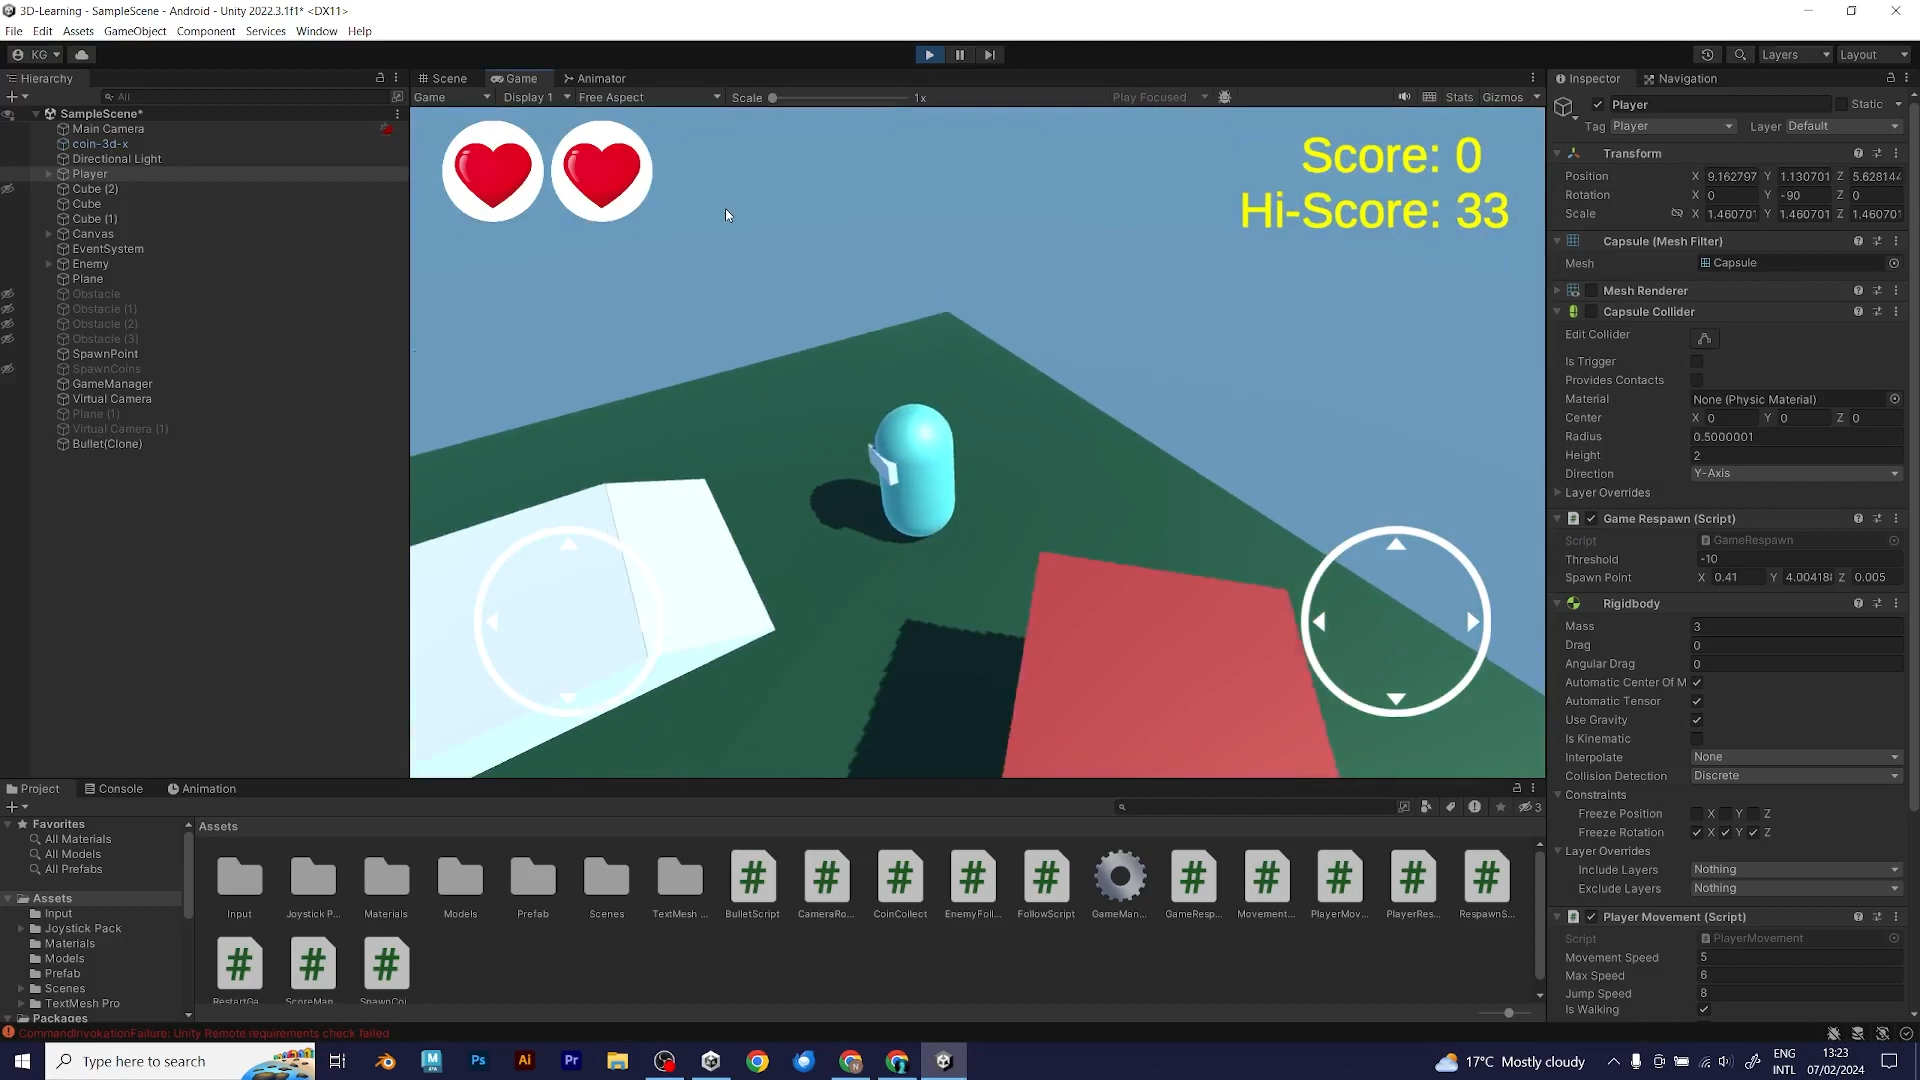 3D-Learning - SampleScene - Android - Unity 2022.3.1f1* <DX11>
File Edit Assets GameObject Component Services Window Help
KG
Layers Layout
Hierarchy
All
SampleScene*
Main Camera
coin-3d-x
Directional Light
Player
Cube (2)
Cube
Cube (1)
Canvas
EventSystem
Enemy
Plane
Obstacle
Obstacle (1)
Obstacle (2)
Obstacle (3)
SpawnPoint
SpawnCoins
GameManager
Virtual Camera
Plane (1)
Virtual Camera (1)
Bullet(Clone)
Scene Game Animator
Game Display 1 Free Aspect Scale 1x Play Focused Stats Gizmos
Score: 0
Hi-Score: 33
Inspector Navigation
Player Static
Tag Player Layer Default
Transform
Position X 9.162797 Y 1.130701 Z 5.628144
Rotation X 0 Y -90 Z 0
Scale X 1.460701 Y 1.460701 Z 1.460701
Capsule (Mesh Filter)
Mesh Capsule
Mesh Renderer
Capsule Collider
Edit Collider
Is Trigger
Provides Contacts
Material None (Physic Material)
Center X 0 Y 0 Z 0
Radius 0.5000001
Height 2
Direction Y-Axis
Layer Overrides
Game Respawn (Script)
Script GameRespawn
Threshold -10
Spawn Point X 0.41 Y 4.00418 Z 0.005
Rigidbody
Mass 3
Drag 0
Angular Drag 0
Automatic Center Of M
Automatic Tensor
Use Gravity
Is Kinematic
Interpolate None
Collision Detection Discrete
Constraints
Freeze Position X Y Z
Freeze Rotation X Y Z
Layer Overrides
Include Layers Nothing
Exclude Layers Nothing
Player Movement (Script)
Script PlayerMovement
Movement Speed 5
Max Speed 6
Jump Speed 8
Is Walking
Project Console Animation
3
Favorites
All Materials
All Models
All Prefabs
Assets
Input
Joystick Pack
Materials
Models
Prefab
Scenes
TextMesh Pro
Packages
Assets
Input Joystick P... Materials Models Prefab Scenes TextMesh ... BulletScript CameraRo... CoinCollect EnemyFoll... FollowScript GameMan... GameResp... Movement... PlayerMov... PlayerRes... RespawnS...
RestartGa... ScoreMan... SpawnCoi...
CommandInvokationFailure: Unity Remote requirements check failed
Type here to search
17°C Mostly cloudy
ENG
INTL
13:23
07/02/2024